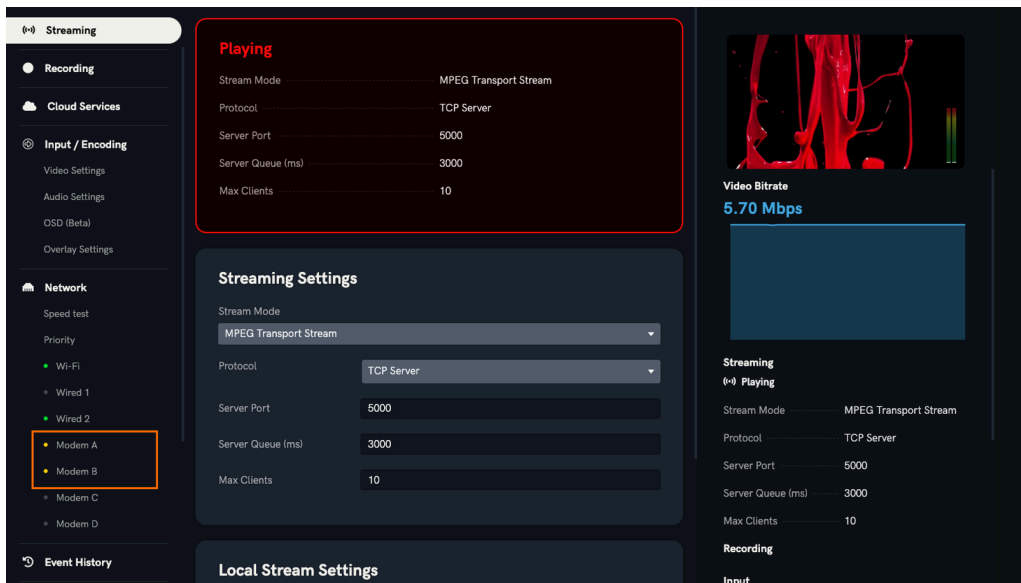 Streaming
Recording
Cloud Services
Input / Encoding
Video Settings
Audio Settings
OSD (Beta)
Overlay Settings
Network
Speed test
Priority
Wi-Fi
Wired 1
Wired 2
Modem A
Modem B
Modem C
Modem D
Event History
Playing
Stream Mode MPEG Transport Stream
Protocol TCP Server
Server Port 5000
Server Queue (ms) 3000
Max Clients 10
Streaming Settings
Stream Mode
MPEG Transport Stream
Protocol TCP Server
Server Port 5000
Server Queue (ms) 3000
Max Clients 10
Local Stream Settings
Video Bitrate
5.70 Mbps
Streaming
Playing
Stream Mode MPEG Transport Stream
Protocol TCP Server
Server Port 5000
Server Queue (ms) 3000
Max Clients 10
Recording
Input